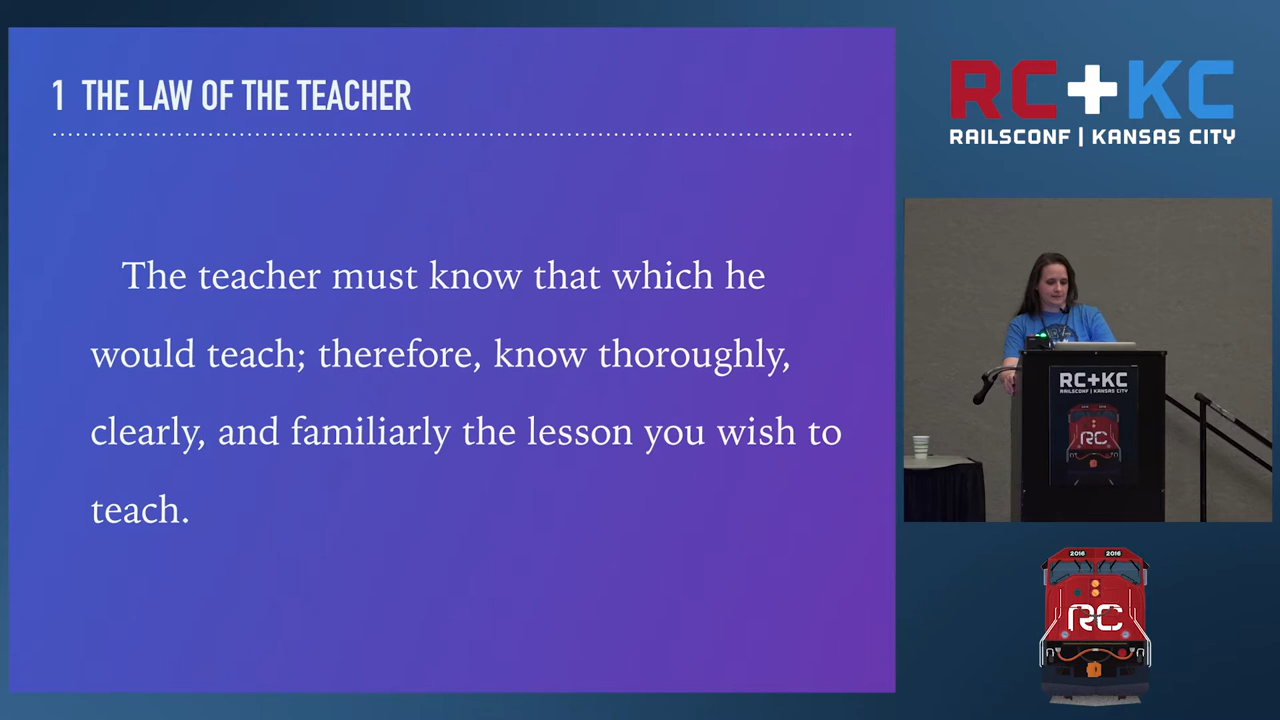 1 THE LAW OF THE TEACHER
The teacher must know that which he
would teach; therefore, know thoroughly,
clearly, and familiarly the lesson you wish to
teach.
RC+KC
RAILSCONF | KANSAS CITY
RC+KC
RAILSCONF | KANSAS CITY
RC
2016 2016
RC